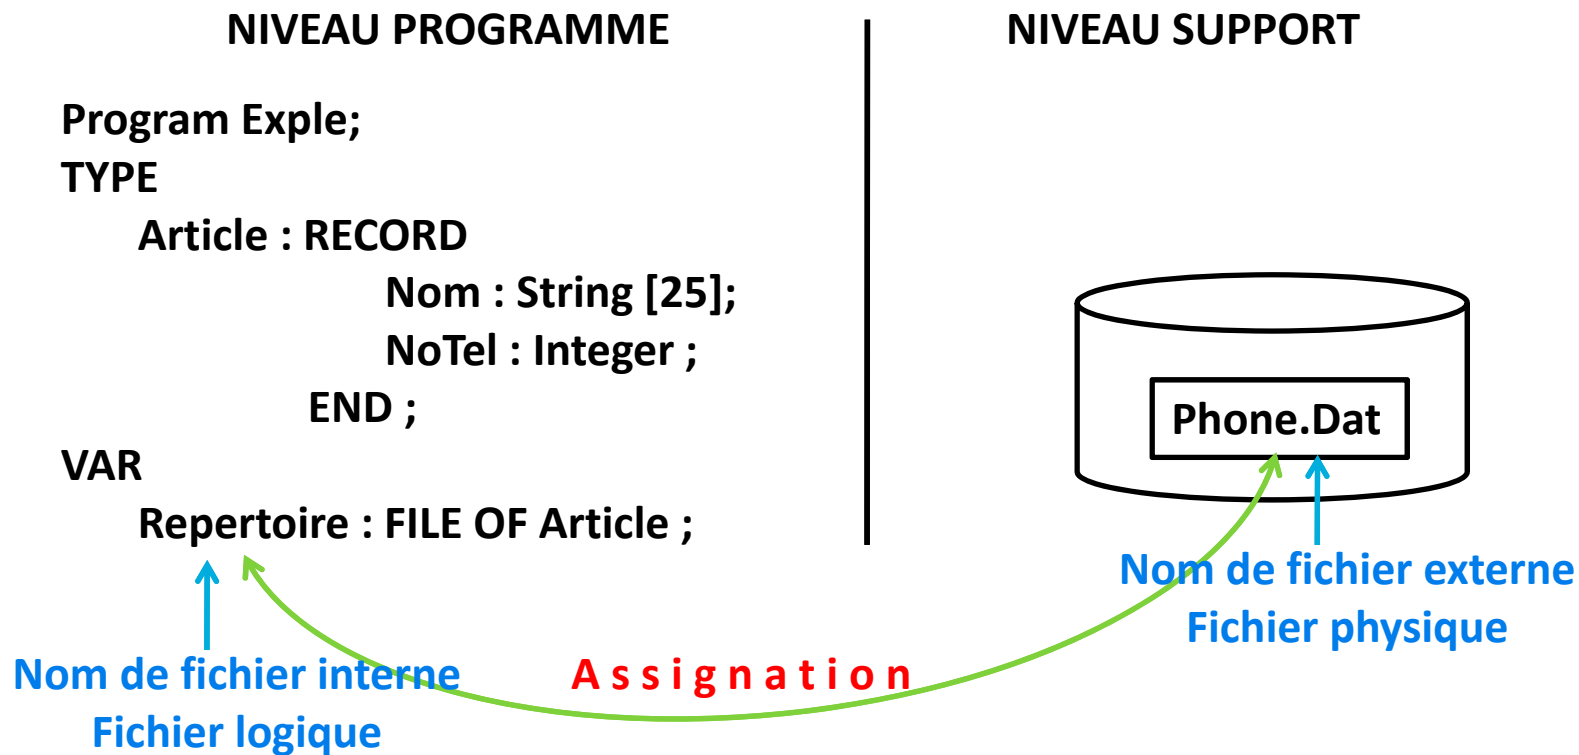 NIVEAU PROGRAMME
Program Exple;
TYPE
Article : RECORD
Nom : String [25];
NoTel : Integer ;
END ;
VAR
Repertoire : FILE OF Article ;
Nom de fichier interne
Fichier logique
Assignation
NIVEAU SUPPORT
Phone.Dat
Nom de fichier externe
Fichier physique